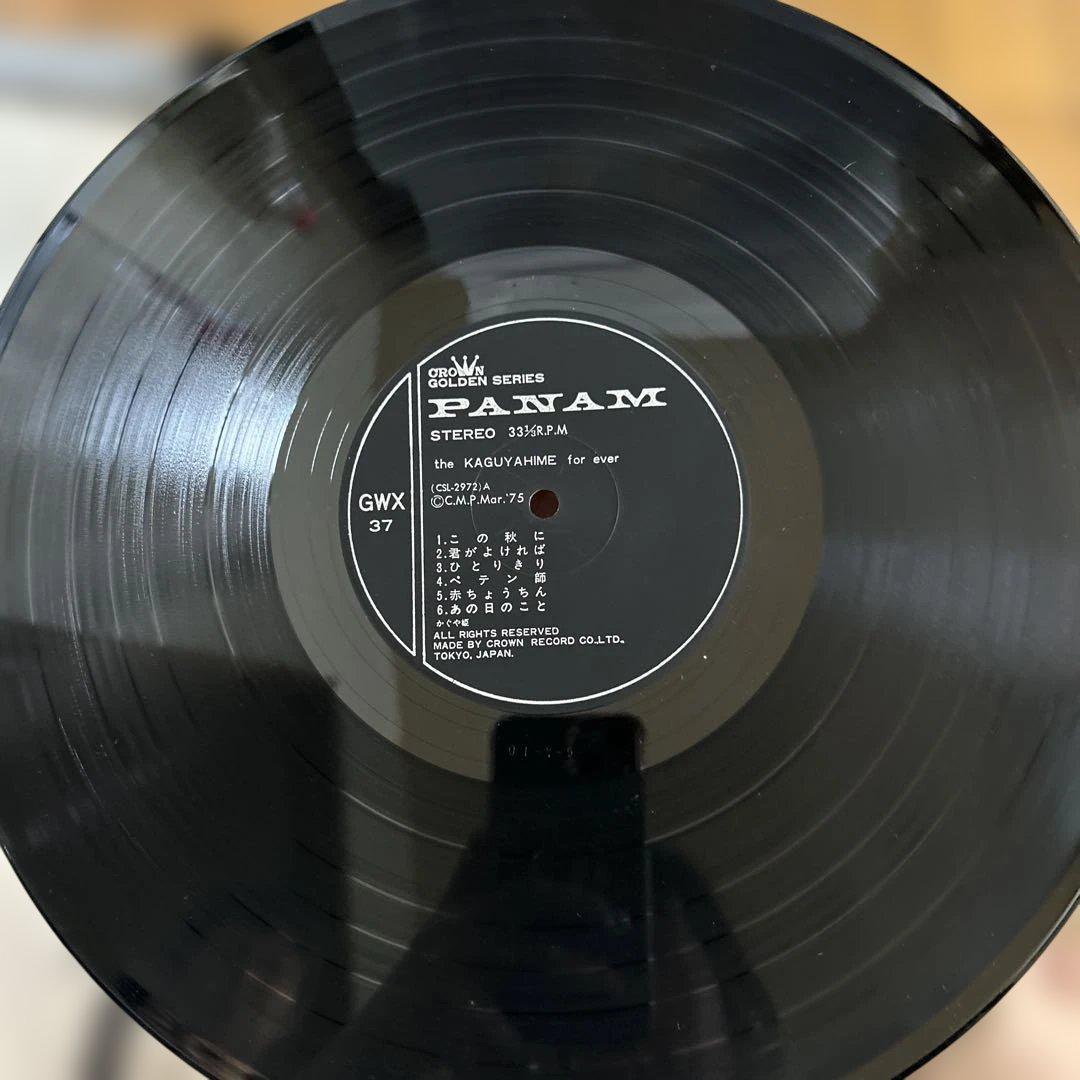 CROWN
GOLDEN SERIES
PANAM
STEREO 33⅓R.P.M
the KAGUYAHIME for ever
(CSL-2972)A
ⒸC.M.P.Mar.'75
GWX
37
1.この秋に
2.君がよければ
3.ひとりきり
4.ペテン師
5.赤ちょうちん
6.あの日のこと
かぐや姫
ALL RIGHTS RESERVED
MADE BY CROWN RECORD CO.,LTD.,
TOKYO, JAPAN.